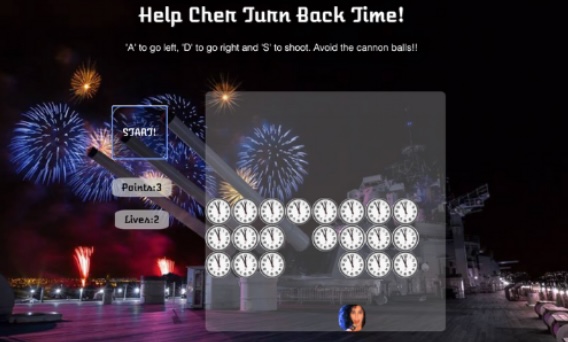 Help Cher Turn Back Time!
'A' to go left, 'D' to go right and 'S' to shoot. Avoid the cannon balls!!
START!
Points:3
Lives:2